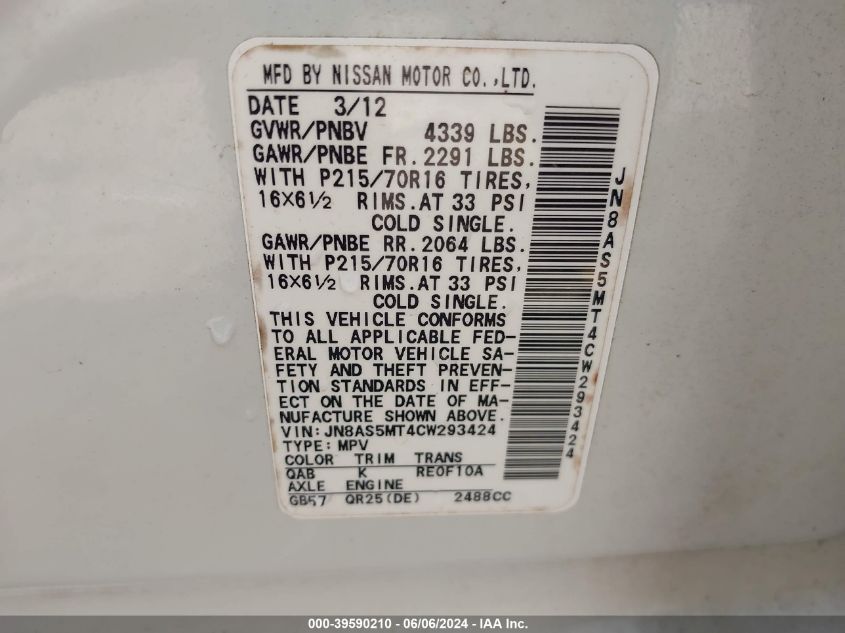 MFD BY NISSAN MOTOR CO.,LTD.
DATE 3/12
GVWR/PNBV 4339 LBS.
GAWR/PNBE FR. 2291 LBS.
WITH P215/70R16 TIRES,
16×6½ RIMS.AT 33 PSI
COLD SINGLE.
GAWR/PNBE RR. 2064 LBS.
WITH P215/70R16 TIRES,
16×6½ RIMS.AT 33 PSI
COLD SINGLE.
THIS VEHICLE CONFORMS
TO ALL APPLICABLE FED-
ERAL MOTOR VEHICLE SA-
FETY AND THEFT PREVEN-
TION STANDARDS IN EFF-
ECT ON THE DATE OF MA-
NUFACTURE SHOWN ABOVE.
VIN: JN8AS5MT4CW293424
TYPE: MPV
COLOR TRIM TRANS
QAB K RE0F10A
AXLE ENGINE
GB57 QR25(DE) 2488CC
JN8AS5MT4CW293424
000-39590210 - 06/06/2024 - IAA Inc.